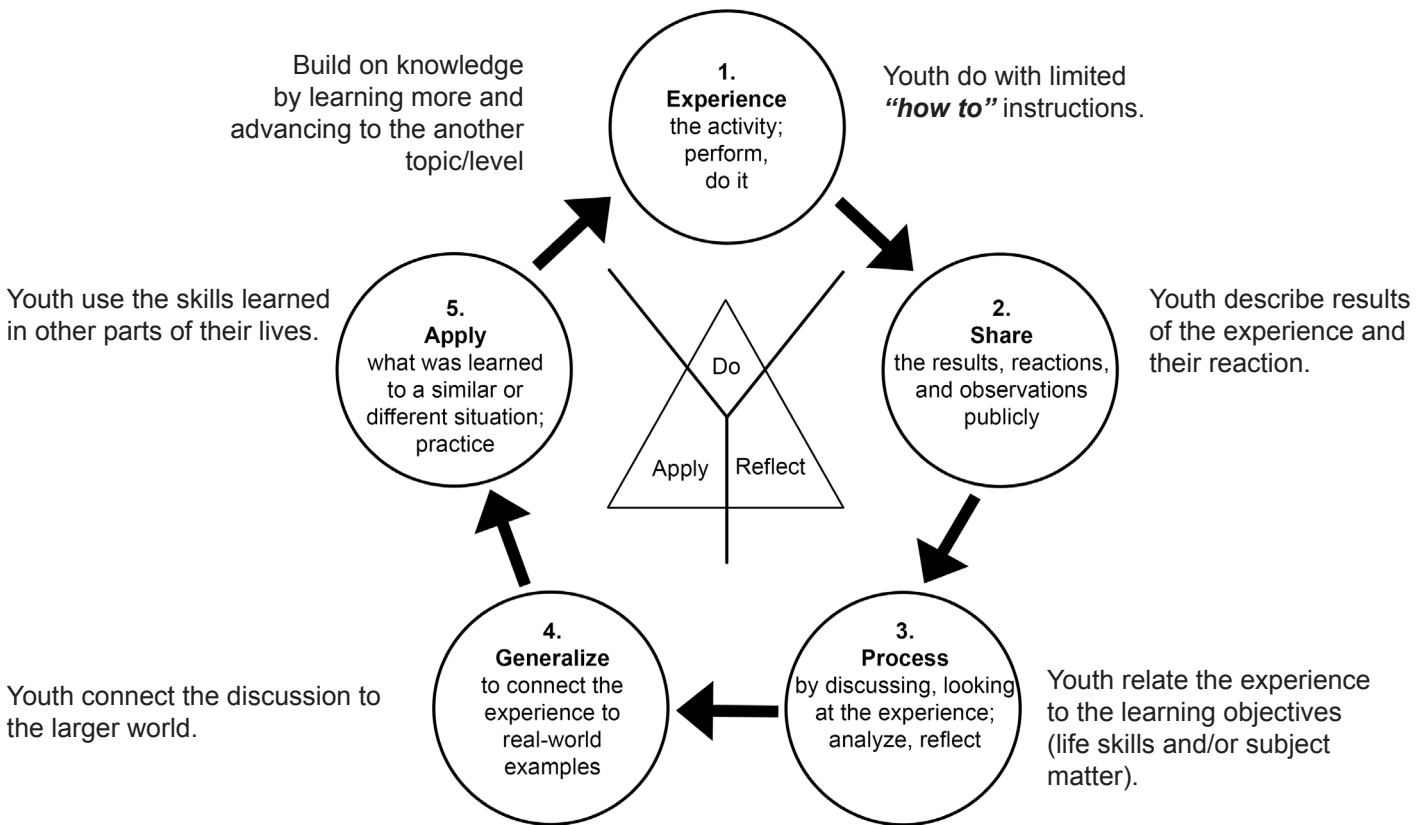 Build on knowledge
by learning more and
advancing to the another
topic/level
1.
Experience
the activity;
perform,
do it
Youth do with limited
“how to” instructions.
2.
Share
the results, reactions,
and observations
publicly
Youth describe results
of the experience and
their reaction.
3.
Process
by discussing, looking
at the experience;
analyze, reflect
Youth relate the experience
to the learning objectives
(life skills and/or subject
matter).
4.
Generalize
to connect the
experience to
real-world
examples
Youth connect the discussion to
the larger world.
5.
Apply
what was learned
to a similar or
different situation;
practice
Youth use the skills learned
in other parts of their lives.
Do
Apply
Reflect